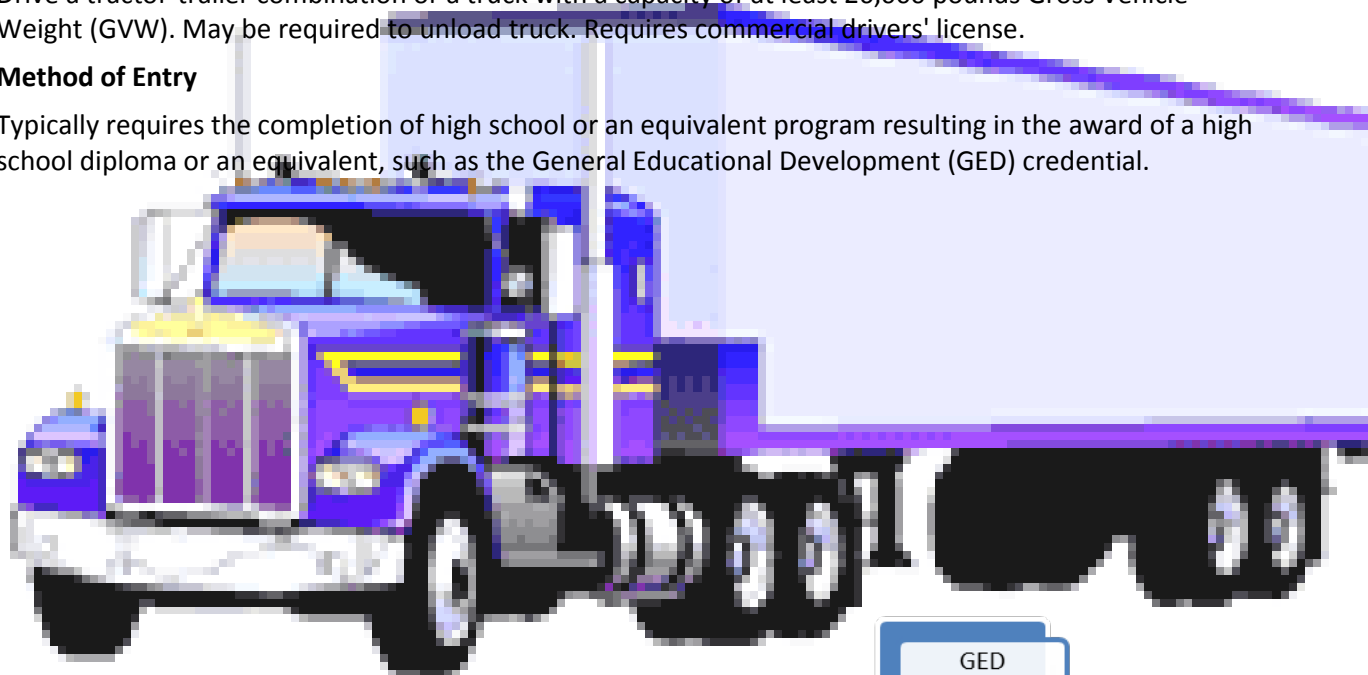 Drive a tractor-trailer combination or a truck with a capacity of at least 26,000 pounds Gross Vehicle
Weight (GVW). May be required to unload truck. Requires commercial drivers' license.
Method of Entry
Typically requires the completion of high school or an equivalent program resulting in the award of a high
school diploma or an equivalent, such as the General Educational Development (GED) credential.
GED